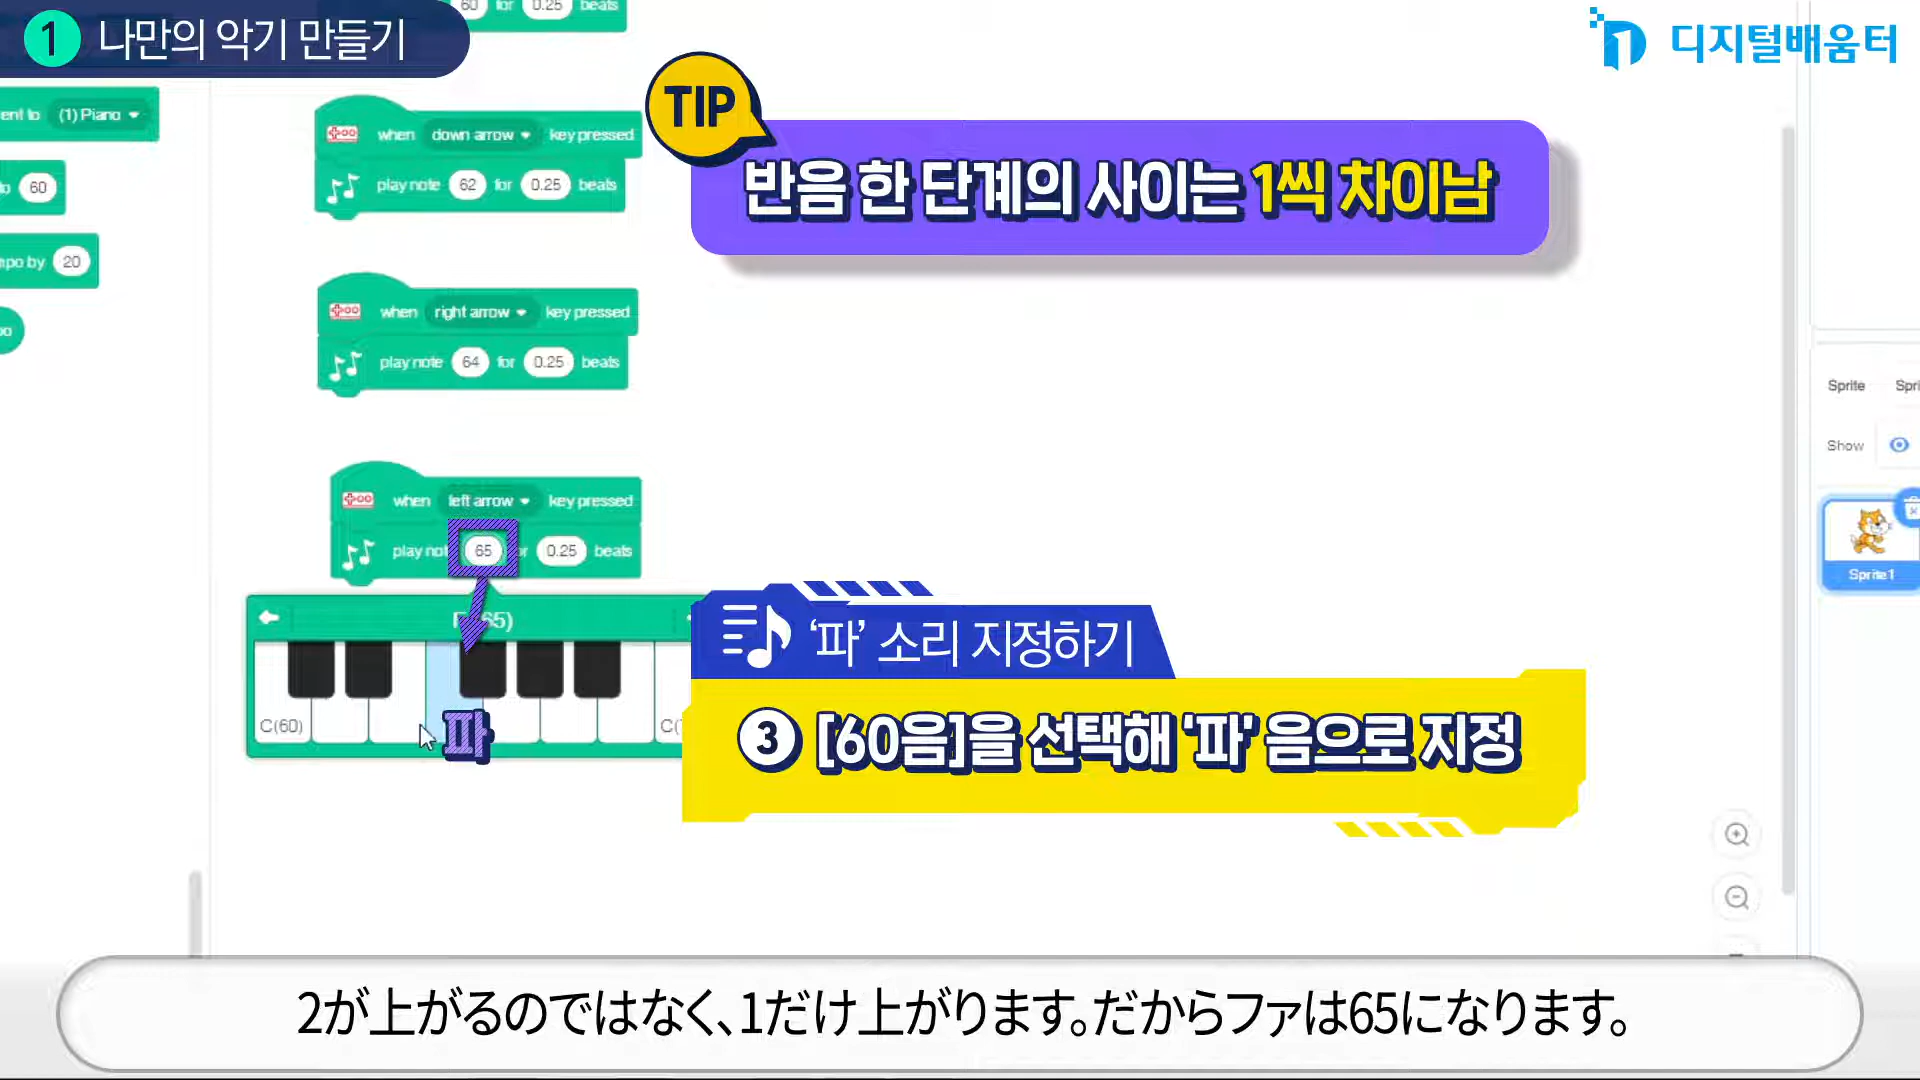 1 나만의 악기 만들기
디지털배움터
60 for 0.25 beats
(1) Piano
60
20
when down arrow key pressed
play note 62 for 0.25 beats
TIP
반음 한 단계의 사이는 1씩 차이남
when right arrow key pressed
play note 64 for 0.25 beats
Sprite
Show
Sprite1
when left arrow key pressed
65 0.25 beats
C(60)
파
'파' 소리 지정하기
3 [60음]을 선택해 '파' 음으로 지정
2が上がるのではなく、1だけ上がります。だからファは65になります。